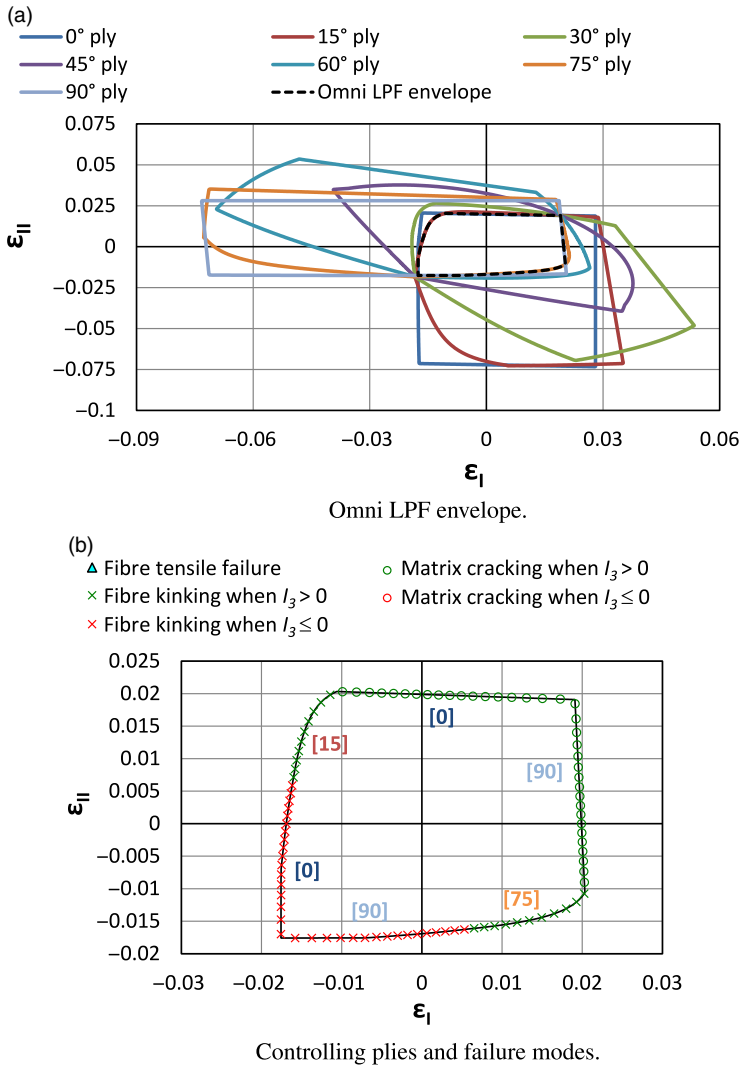 (a)
0° ply 15° ply 30° ply
45° ply 60° ply 75° ply
90° ply Omni LPF envelope
0.075
0.05
0.025
0
−0.025
−0.05
−0.075
−0.1
εII
−0.09 −0.06 −0.03 0 0.03 0.06
εI
Omni LPF envelope.
(b)
Fibre tensile failure Matrix cracking when I3 > 0
Fibre kinking when I3 > 0 Matrix cracking when I3 ≤ 0
Fibre kinking when I3 ≤ 0
0.025
0.02
0.015
0.01
0.005
0
−0.005
−0.01
−0.015
−0.02
εII
[0]
[15]
[90]
[0]
[90]
[75]
−0.03 −0.02 −0.01 0 0.01 0.02 0.03
εI
Controlling plies and failure modes.